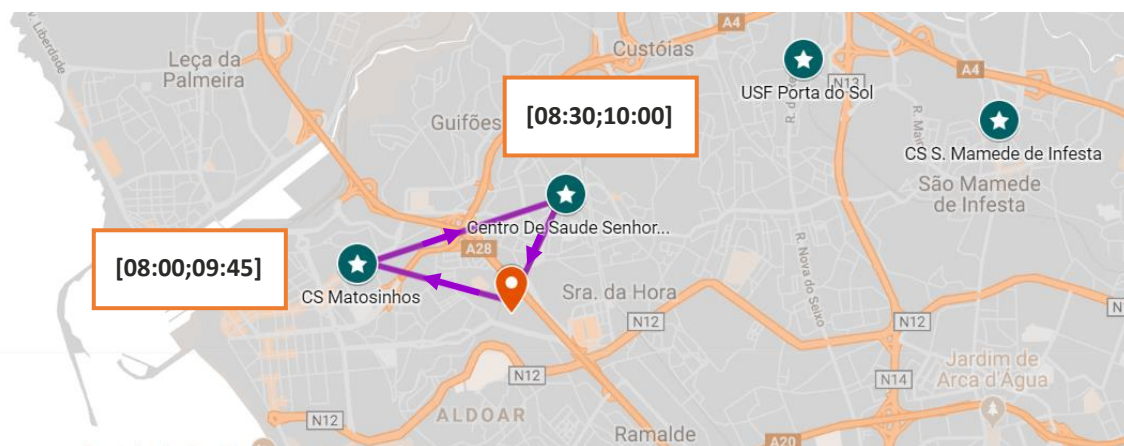 Liberdade
Leça da
Palmeira
A4
Custóias
USF Porta do Sol
N13
A4
[08:30;10:00]
Guifões
CS S. Mamede de Infesta
São Mamede
de Infesta
Centro De Saude Senhor...
A28
[08:00;09:45]
CS Matosinhos
Sra. da Hora
R. Nova do Seixo
N12
N12
N12
N14
Jardim de
Arca d'Água
N12
ALDOAR
Ramalde
A20